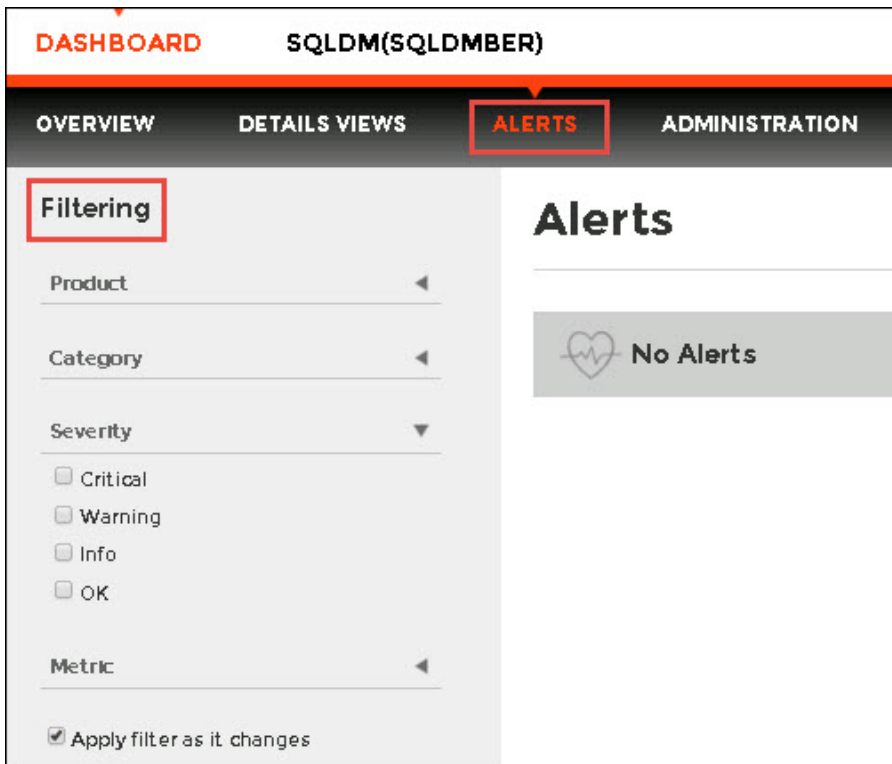 DASHBOARD SQLDM(SQLDMBER)
OVERVIEW DETAILS VIEWS ALERTS ADMINISTRATION
Filtering
Product
Category
Severity
Critical
Warning
Info
OK
Metric
Apply filter as it changes
Alerts
No Alerts